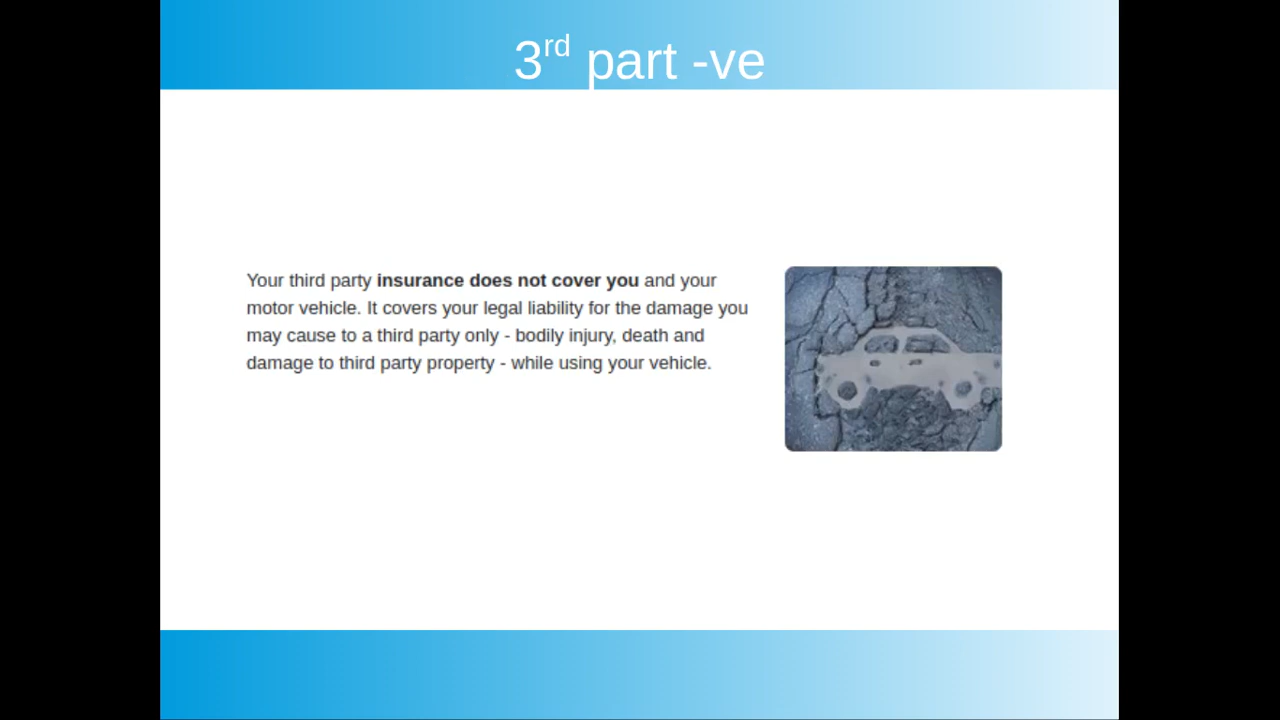 3rd part -ve
Your third party insurance does not cover you and your
motor vehicle. It covers your legal liability for the damage you
may cause to a third party only - bodily injury, death and
damage to third party property - while using your vehicle.